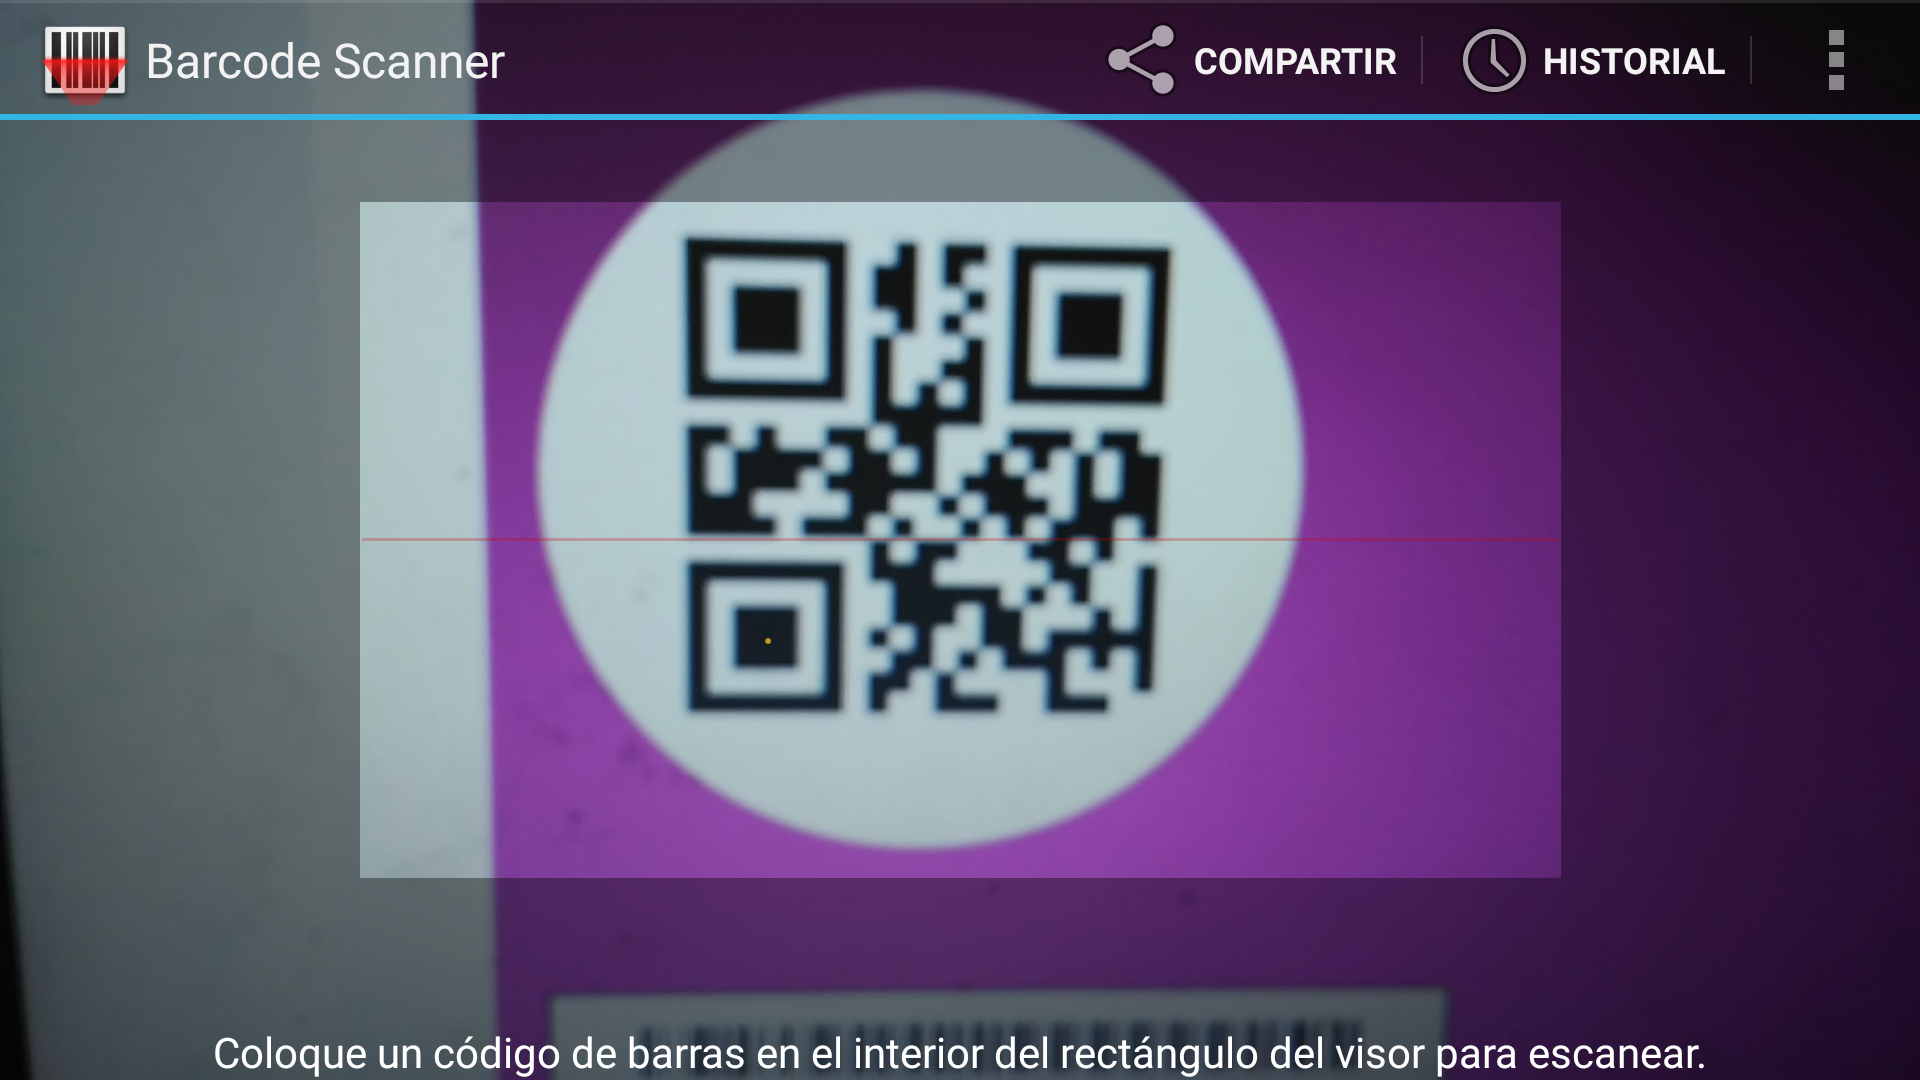 Barcode Scanner
COMPARTIR
HISTORIAL
Coloque un código de barras en el interior del rectángulo del visor para escanear.